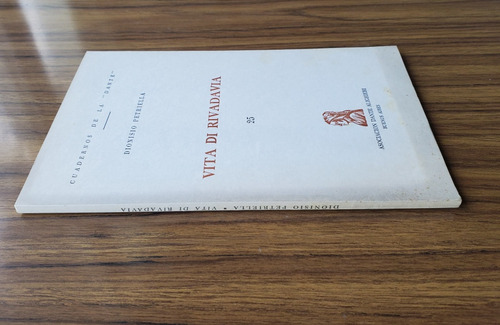 CUADERNOS DE LA "DANTE"
DIONISIO PETRIELLA
VITA DI RIVADAVIA
25
ASOCIACION DANTE ALIGHIERI
BUENOS AIRES
DIONISIO PETRIELLA • VITA DI RIVADAVIA